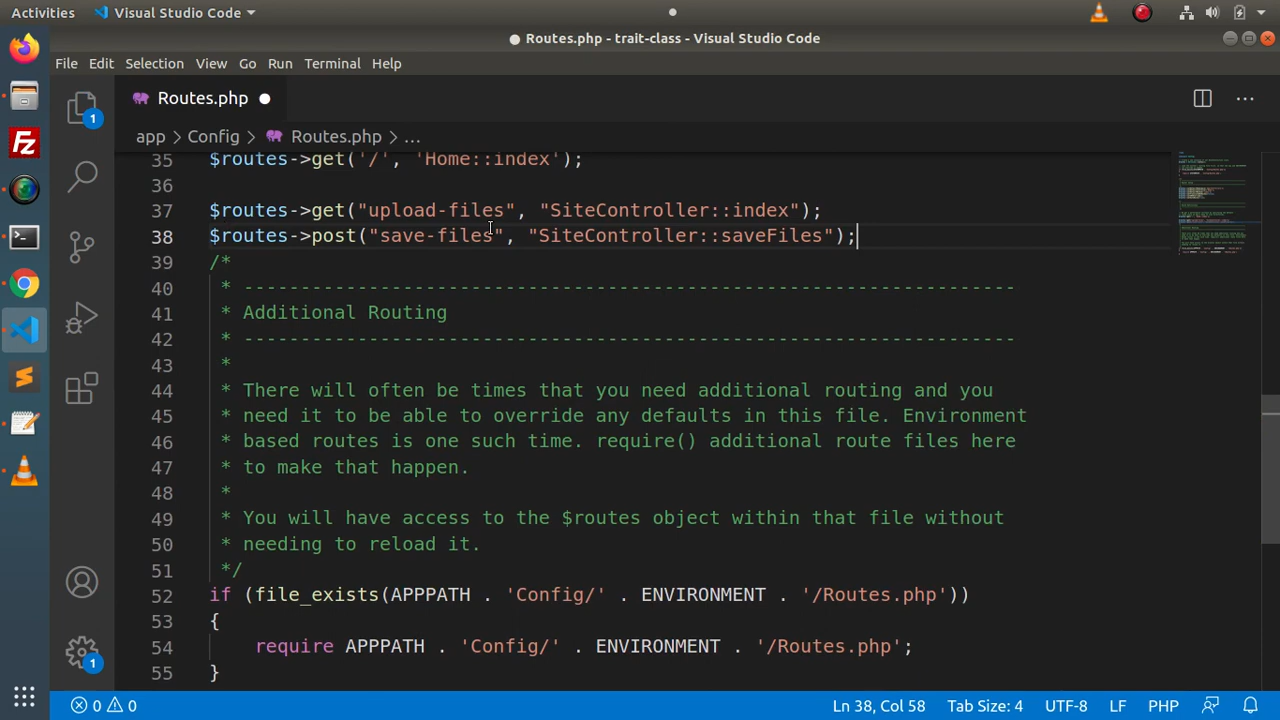 Activities Visual Studio Code
Routes.php - trait-class - Visual Studio Code
File Edit Selection View Go Run Terminal Help
Routes.php
app > Config > Routes.php > ...
35 $routes->get('/', 'Home::index');
36
37 $routes->get("upload-files", "SiteController::index");
38 $routes->post("save-files", "SiteController::saveFiles");
39 /*
40 * --------------------------------------------------------------------
41 * Additional Routing
42 * --------------------------------------------------------------------
43 *
44 * There will often be times that you need additional routing and you
45 * need it to be able to override any defaults in this file. Environment
46 * based routes is one such time. require() additional route files here
47 * to make that happen.
48 *
49 * You will have access to the $routes object within that file without
50 * needing to reload it.
51 */
52 if (file_exists(APPPATH . 'Config/' . ENVIRONMENT . '/Routes.php'))
53 {
54 require APPPATH . 'Config/' . ENVIRONMENT . '/Routes.php';
55 }
1
1
Fz
0 0 Ln 38, Col 58 Tab Size: 4 UTF-8 LF PHP